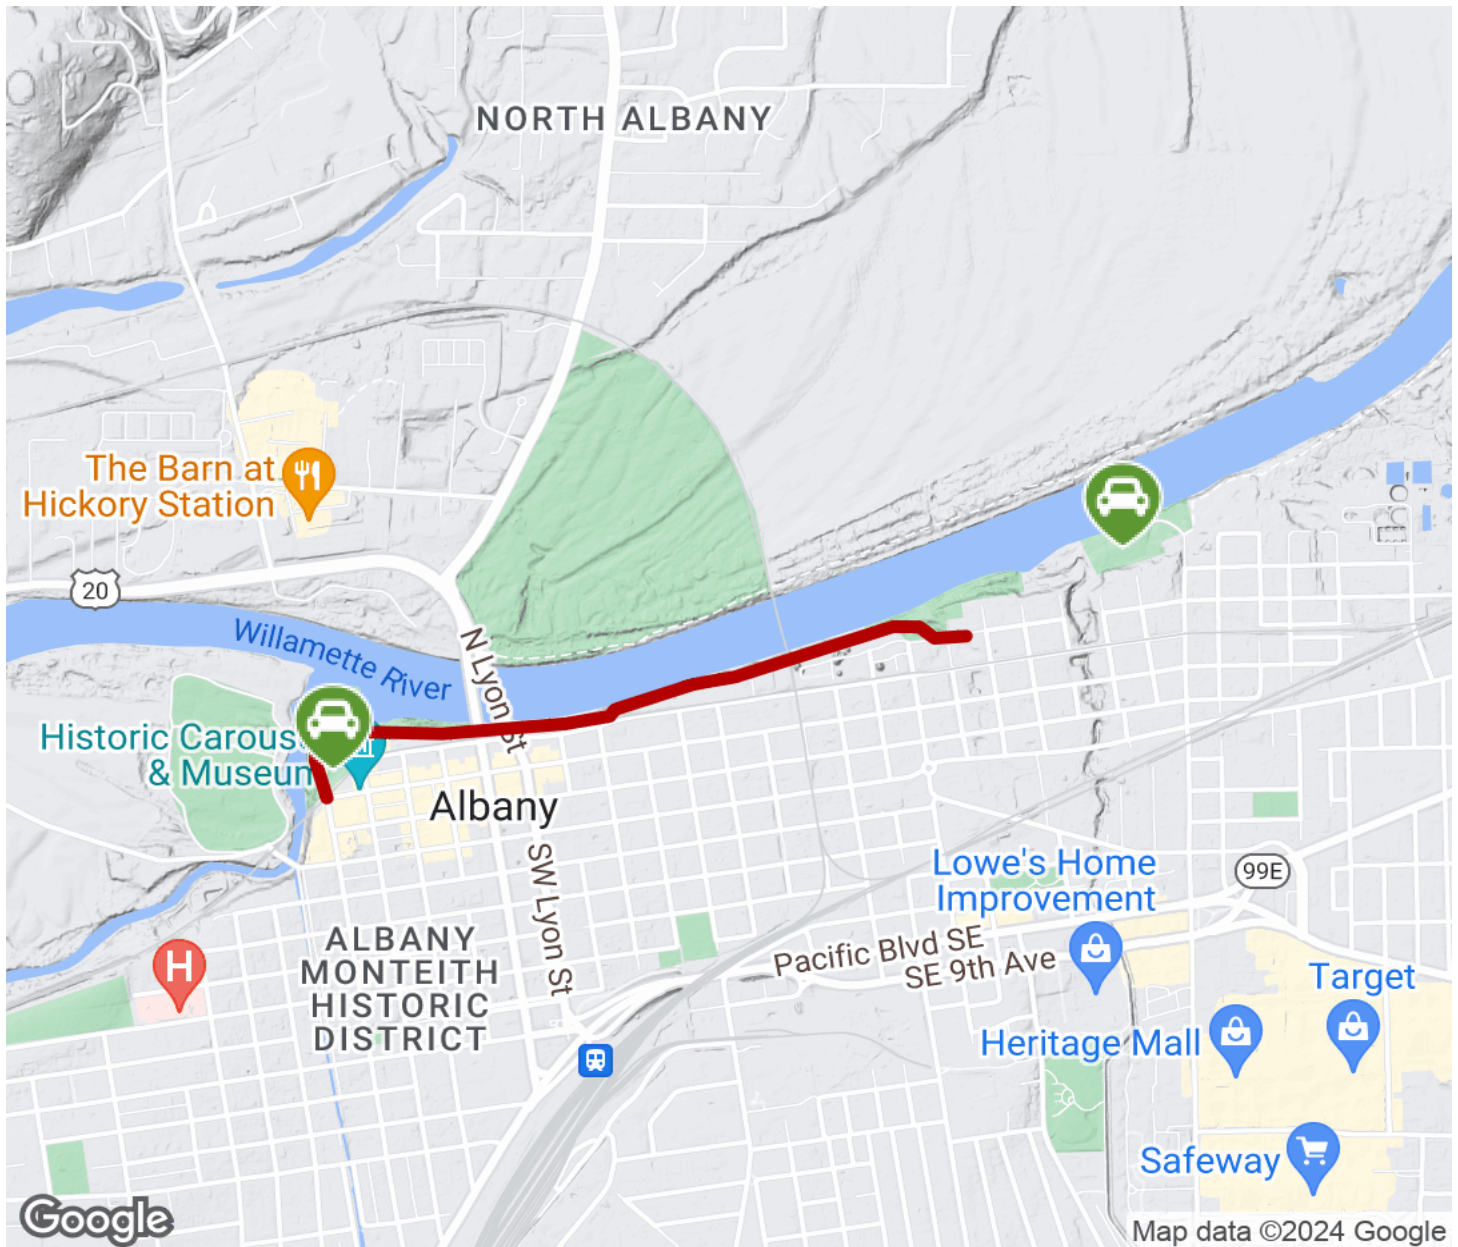 NORTH ALBANY
The Barn at
Hickory Station
20
Willamette River
N Lyon St
Historic Carous
& Museum
Albany
SW Lyon St
Lowe's Home
Improvement
99E
ALBANY
MONTEITH
HISTORIC
DISTRICT
H
Pacific Blvd SE
SE 9th Ave
Target
Heritage Mall
Safeway
Google
Map data ©2024 Google